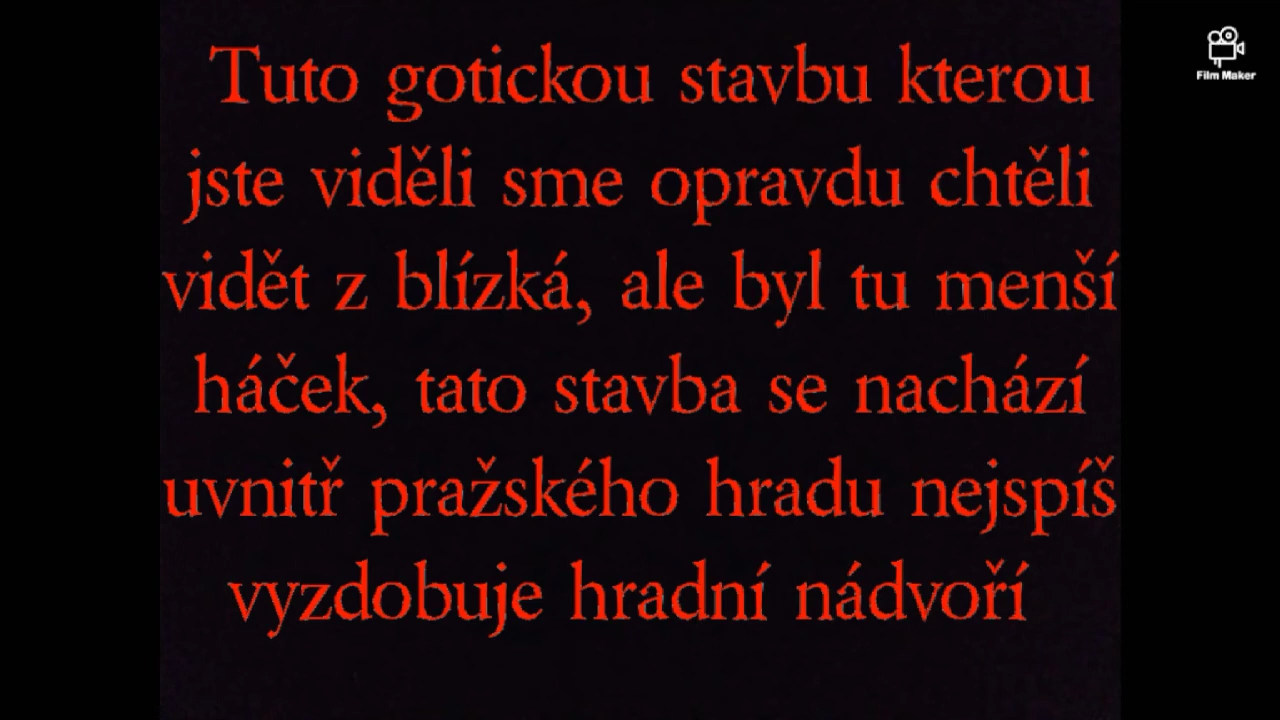 Tuto gotickou stavbu kterou
jste viděli sme opravdu chtěli
vidět z blízká, ale byl tu menší
háček, tato stavba se nachází
uvnitř pražského hradu nejspíš
vyzdobuje hradní nádvoří
Film Maker